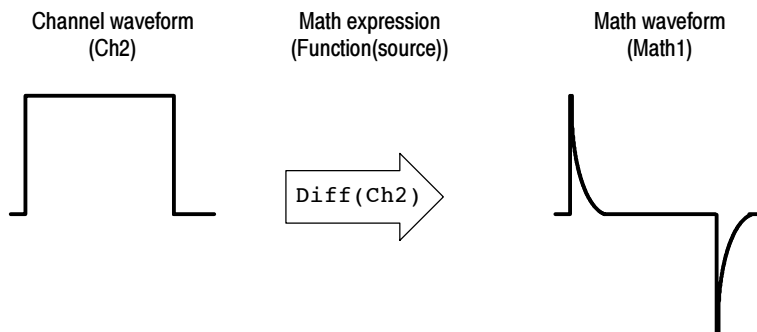 Channel waveform
(Ch2)
Math expression
(Function(source))
Math waveform
(Math1)
Diff(Ch2)